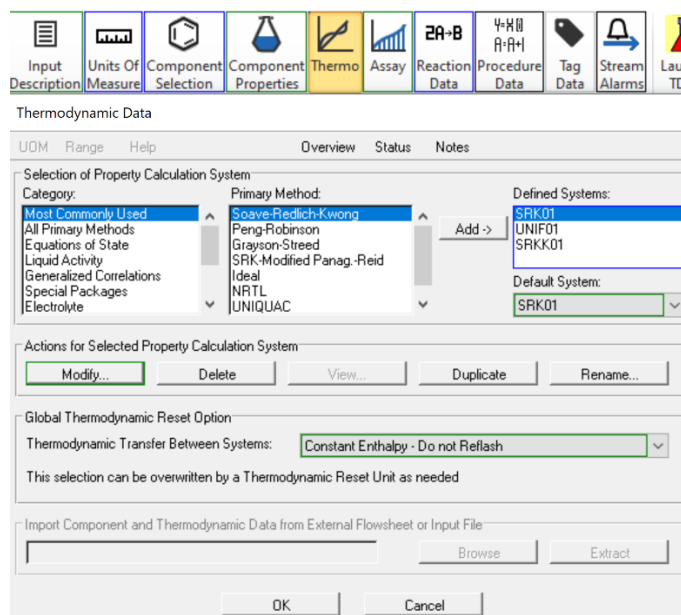 2A→B
Input Description
Units Of Measure
Component Selection
Component Properties
Thermo
Assay
Reaction Data
Procedure Data
Tag Data
Stream Alarms
Thermodynamic Data
UOM Range Help Overview Status Notes
Selection of Property Calculation System
Category:
Most Commonly Used
All Primary Methods
Equations of State
Liquid Activity
Generalized Correlations
Special Packages
Electrolyte
Primary Method:
Soave-Redlich-Kwong
Peng-Robinson
Grayson-Streed
SRK-Modified Panag.-Reid
Ideal
NRTL
UNIQUAC
Add ->
Defined Systems:
SRK01
UNIF01
SRKK01
Default System:
SRK01
Actions for Selected Property Calculation System
Modify... Delete View... Duplicate Rename...
Global Thermodynamic Reset Option
Thermodynamic Transfer Between Systems: Constant Enthalpy - Do not Reflash
This selection can be overwritten by a Thermodynamic Reset Unit as needed
Import Component and Thermodynamic Data from External Flowsheet or Input File
Browse Extract
OK Cancel